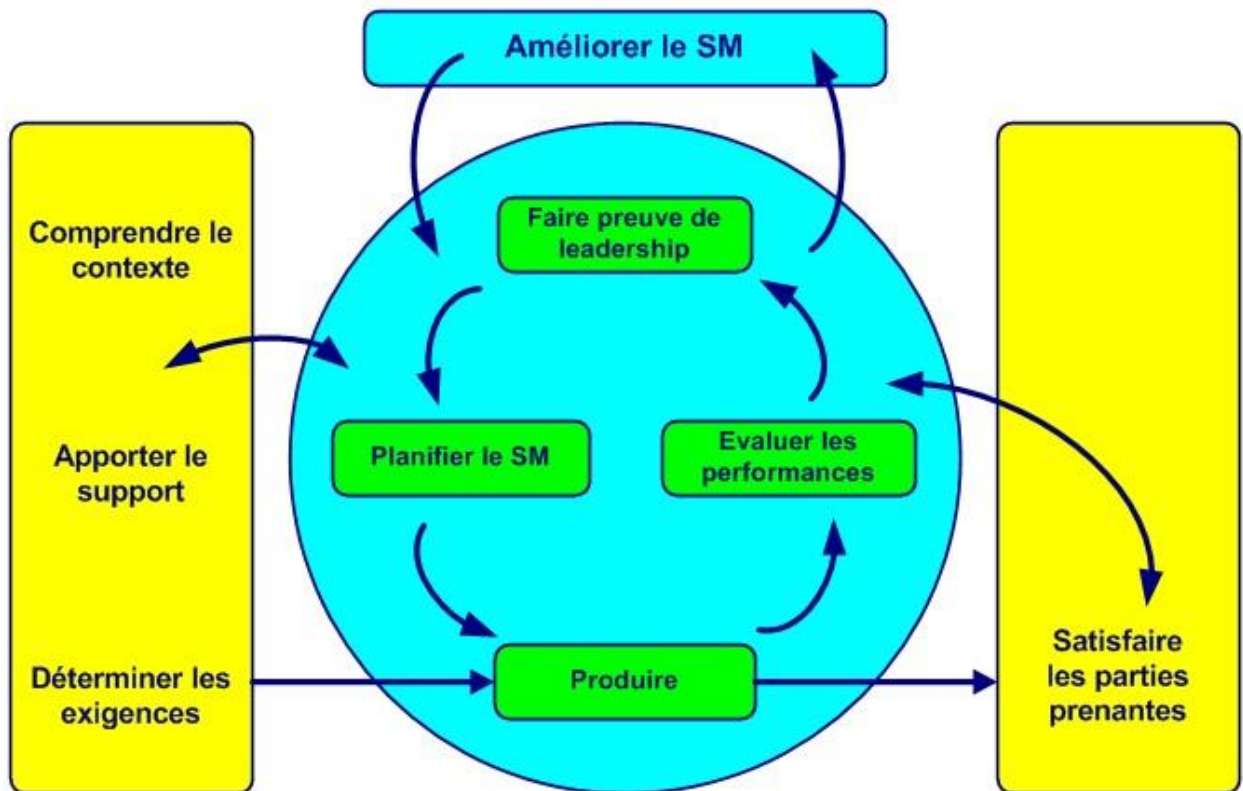 Améliorer le SM
Comprendre le
contexte
Apporter le
support
Déterminer les
exigences
Faire preuve de
leadership
Planifier le SM
Evaluer les
performances
Produire
Satisfaire
les parties
prenantes